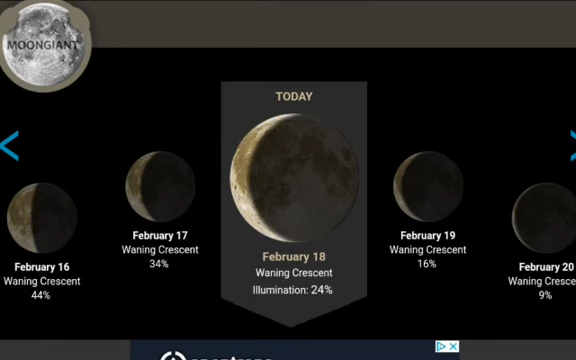 MOONGIANT
TODAY
February 16
Waning Crescent
44%
February 17
Waning Crescent
34%
February 18
Waning Crescent
Illumination: 24%
February 19
Waning Crescent
16%
February 20
Waning Cresce
9%